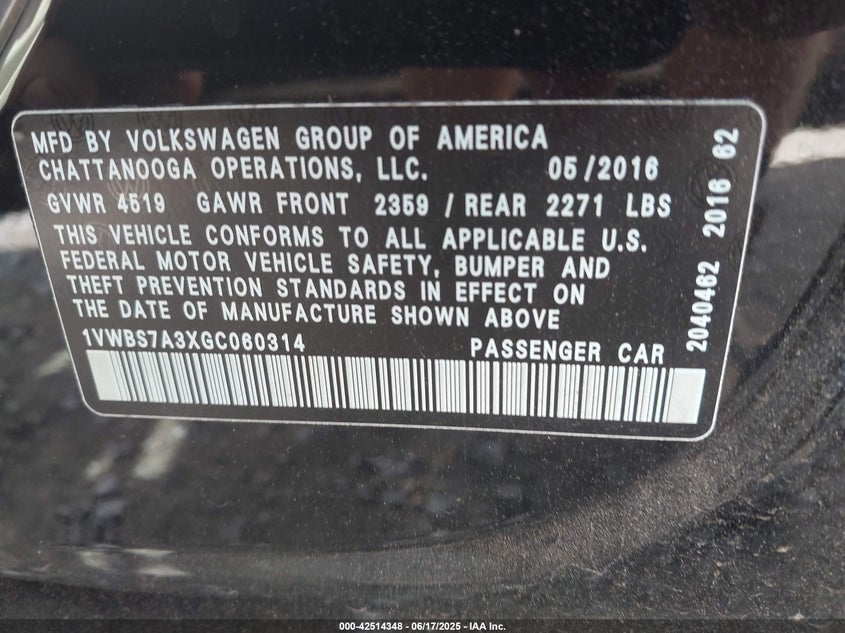 MFD BY VOLKSWAGEN GROUP OF AMERICA
CHATTANOOGA OPERATIONS, LLC. 05/2016
GVWR 4519 GAWR FRONT 2359 / REAR 2271 LBS
THIS VEHICLE CONFORMS TO ALL APPLICABLE U.S.
FEDERAL MOTOR VEHICLE SAFETY, BUMPER AND
THEFT PREVENTION STANDARDS IN EFFECT ON
THE DATE OF MANUFACTURE SHOWN ABOVE
1VWBS7A3XGC060314 PASSENGER CAR
2040462 2016 62
000-42514348 - 06/17/2025 - IAA Inc.